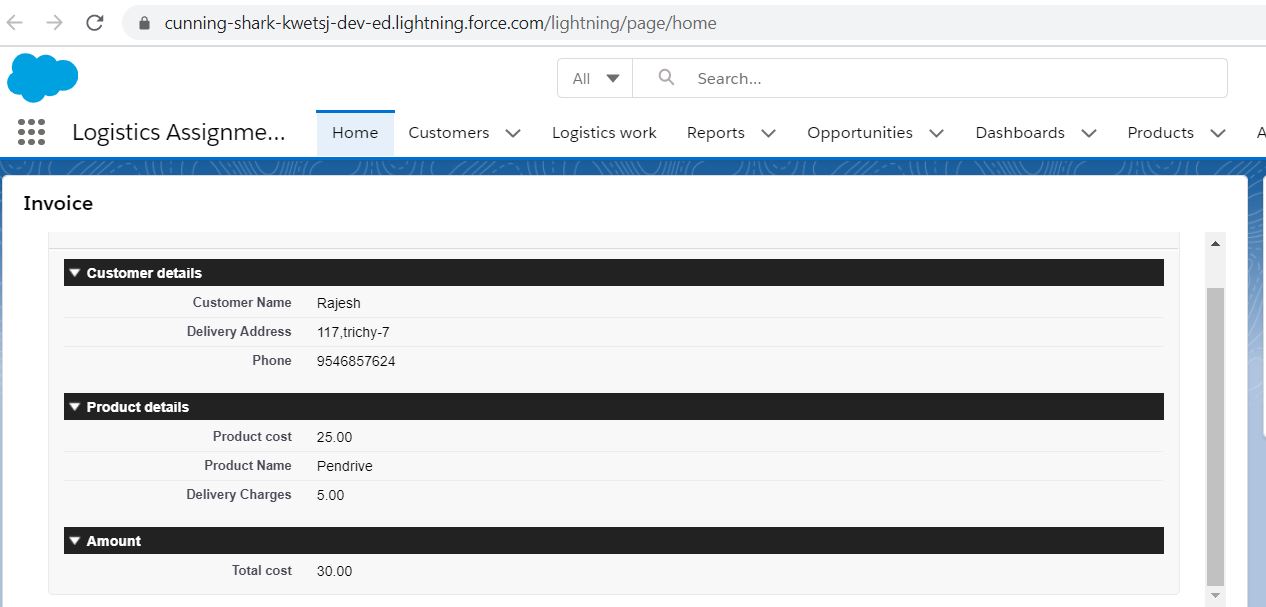 cunning-shark-kwetsj-dev-ed.lightning.force.com/lightning/page/home
All Search...
Logistics Assignme... Home Customers Logistics work Reports Opportunities Dashboards Products A
Invoice
Customer details
Customer Name Rajesh
Delivery Address 117,trichy-7
Phone 9546857624
Product details
Product cost 25.00
Product Name Pendrive
Delivery Charges 5.00
Amount
Total cost 30.00